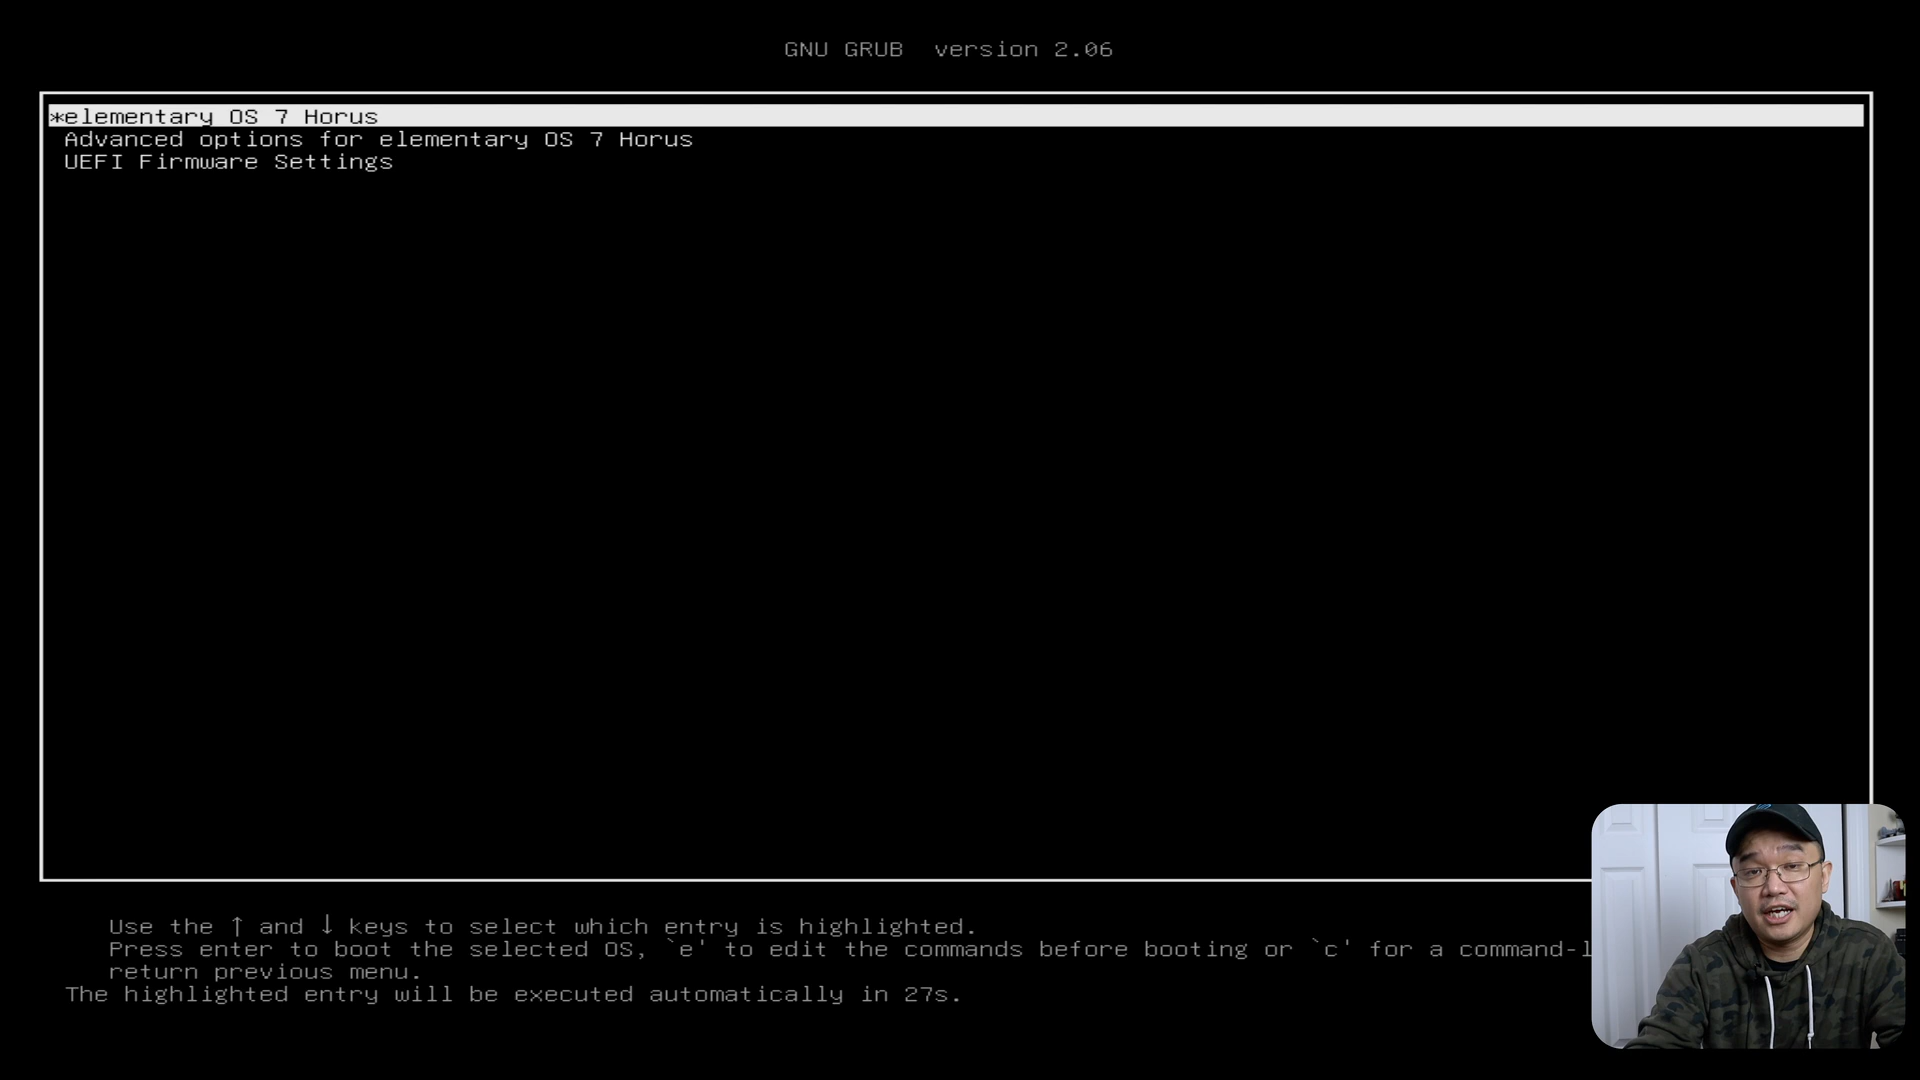 GNU GRUB version 2.06
*elementary OS 7 Horus
Advanced options for elementary OS 7 Horus
UEFI Firmware Settings
Use the ↑ and ↓ keys to select which entry is highlighted.
Press enter to boot the selected OS, `e' to edit the commands before booting or `c' for a command-l
return previous menu.
The highlighted entry will be executed automatically in 27s.